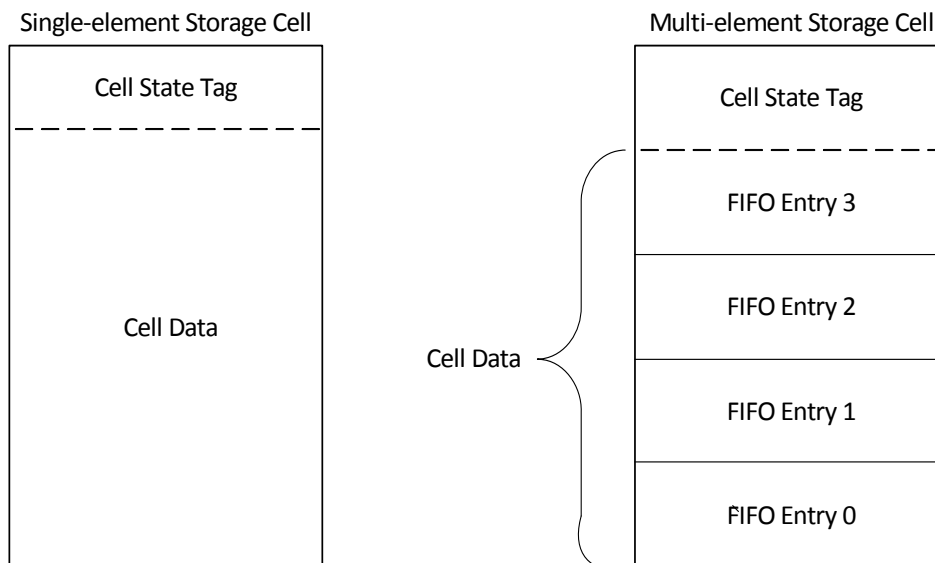 Single-element Storage Cell
Cell State Tag
Cell Data
Multi-element Storage Cell
Cell State Tag
FIFO Entry 3
FIFO Entry 2
Cell Data
FIFO Entry 1
FIFO Entry 0